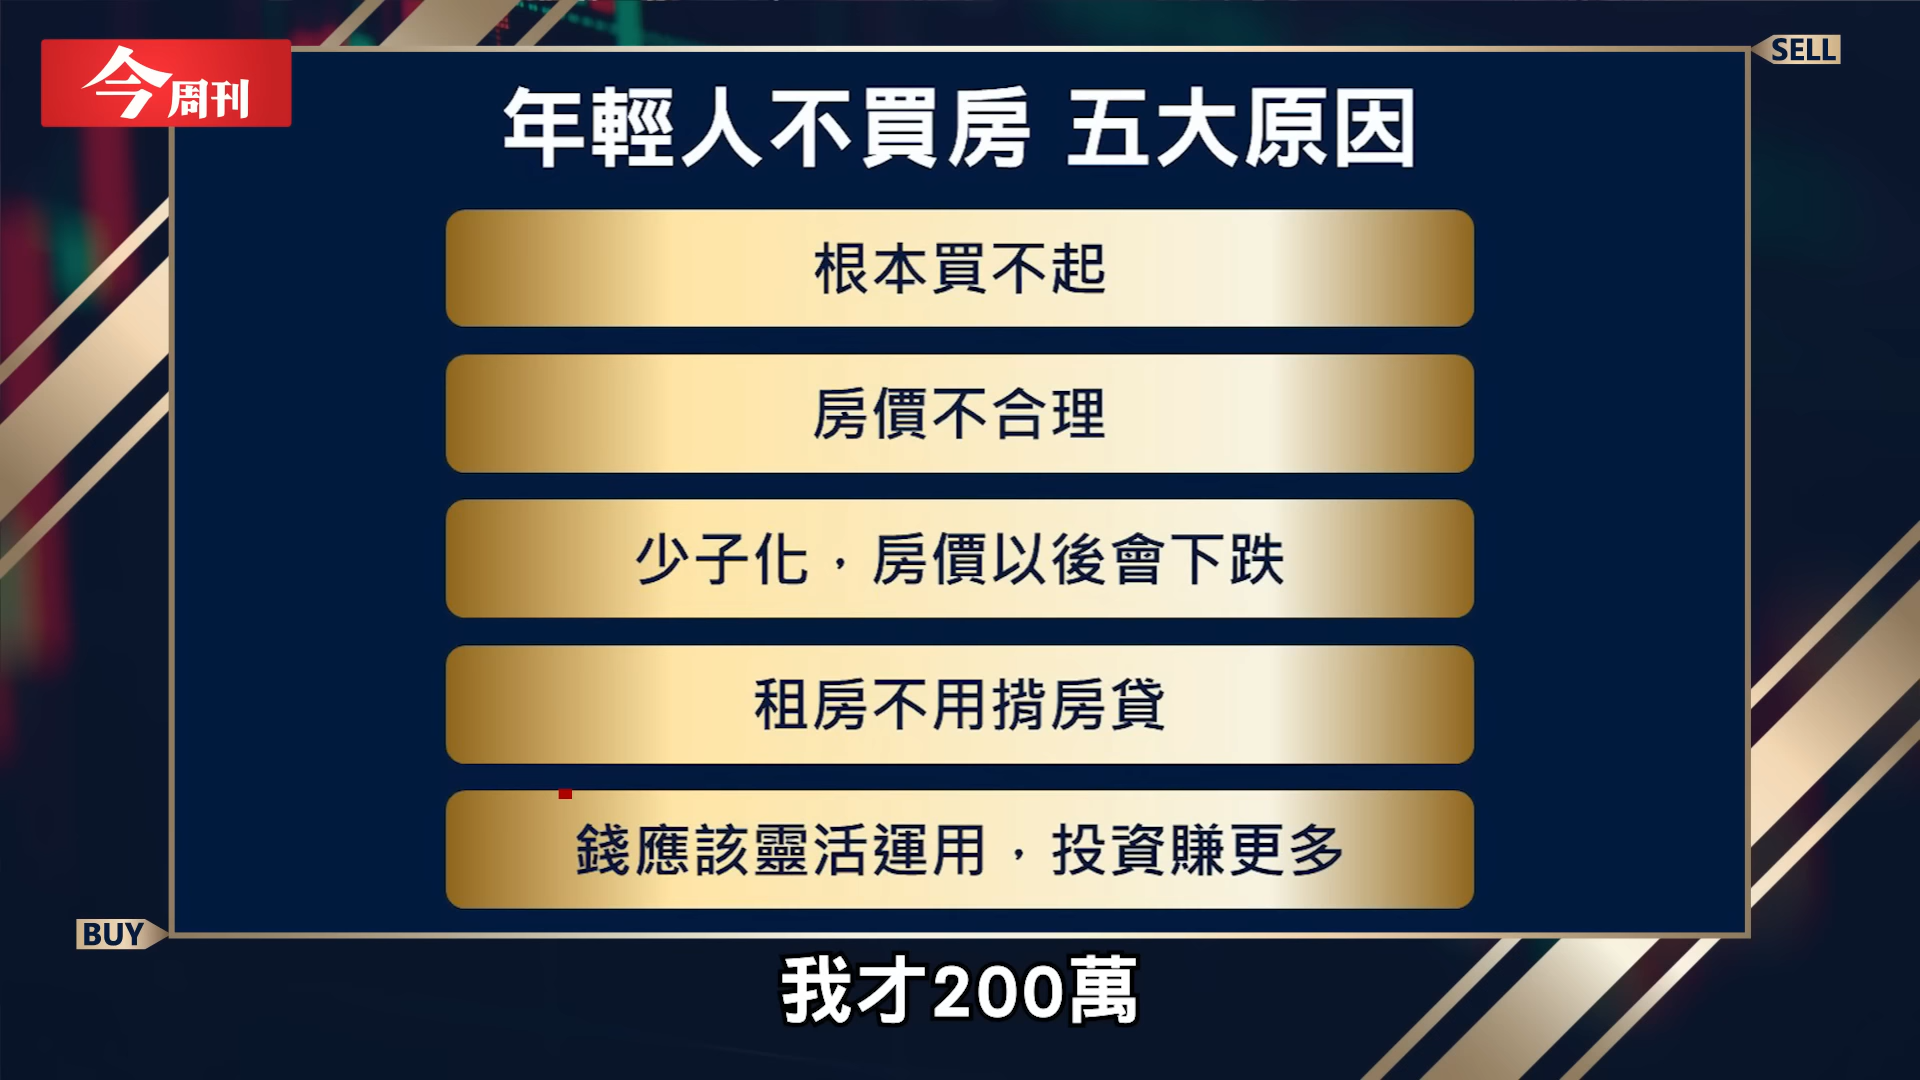 今周刊
SELL
年輕人不買房 五大原因
根本買不起
房價不合理
少子化，房價以後會下跌
租房不用揹房貸
錢應該靈活運用，投資賺更多
BUY
我才200萬